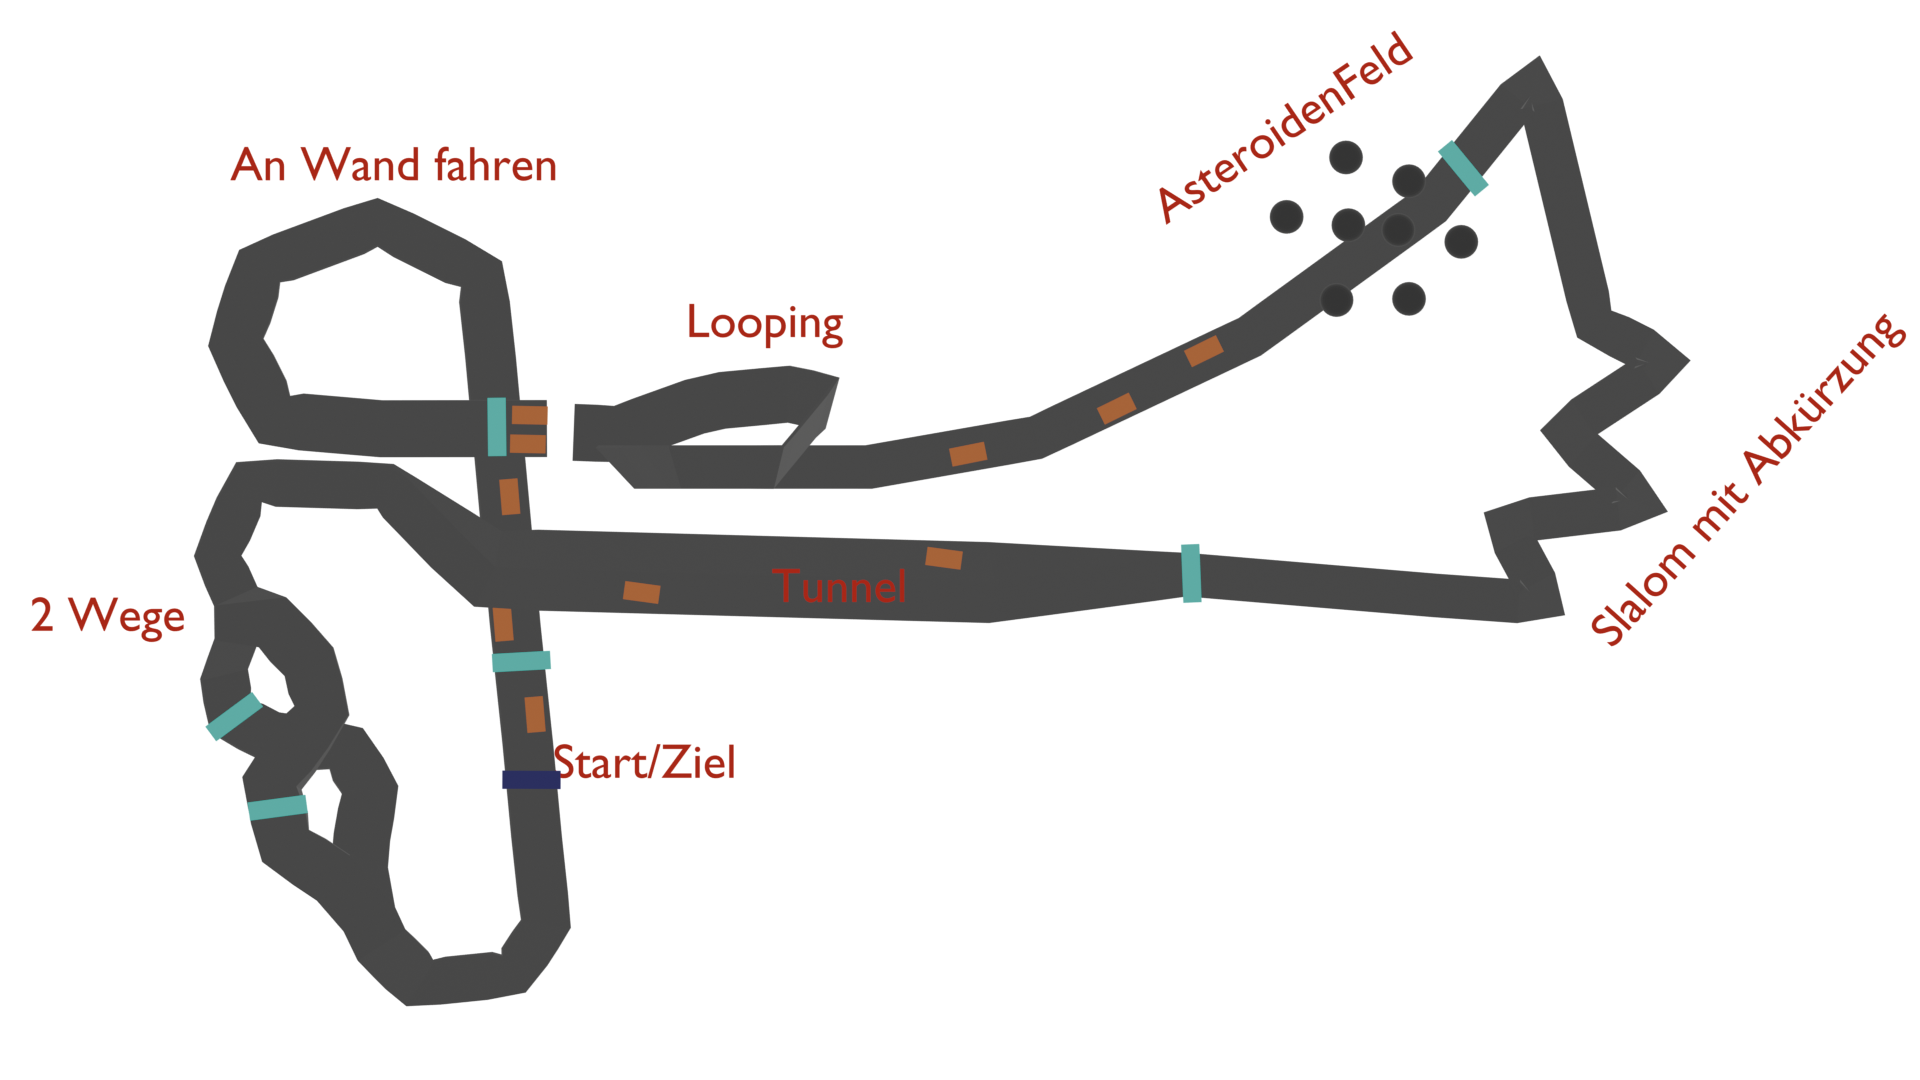 AsteroidenFeld
An Wand fahren
Looping
Slalom mit Abkürzung
Tunnel
2 Wege
Start/Ziel